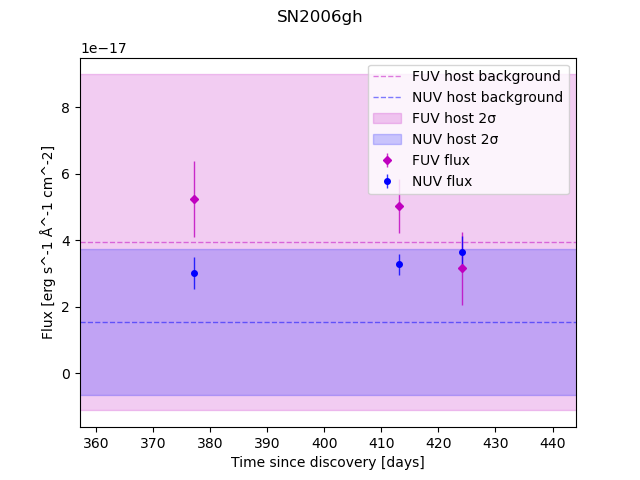 SN2006gh
1e−17
FUV host background
NUV host background
FUV host 2σ
NUV host 2σ
FUV flux
NUV flux
8
6
4
2
0
Flux [erg s^-1 Å^-1 cm^-2]
360 370 380 390 400 410 420 430 440
Time since discovery [days]